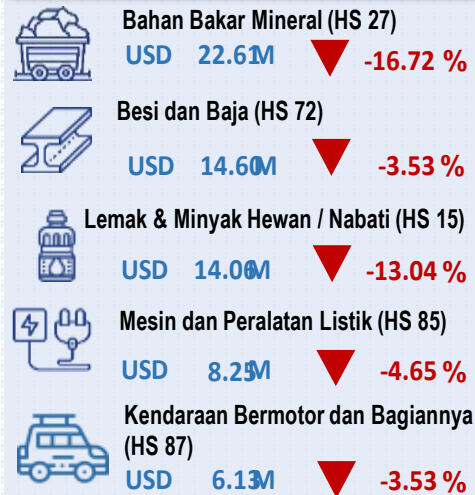 Bahan Bakar Mineral (HS 27)
USD 22.61M -16.72 %
Besi dan Baja (HS 72)
USD 14.60M -3.53 %
Lemak & Minyak Hewan / Nabati (HS 15)
USD 14.06M -13.04 %
Mesin dan Peralatan Listik (HS 85)
USD 8.25M -4.65 %
Kendaraan Bermotor dan Bagiannya
(HS 87)
USD 6.13M -3.53 %